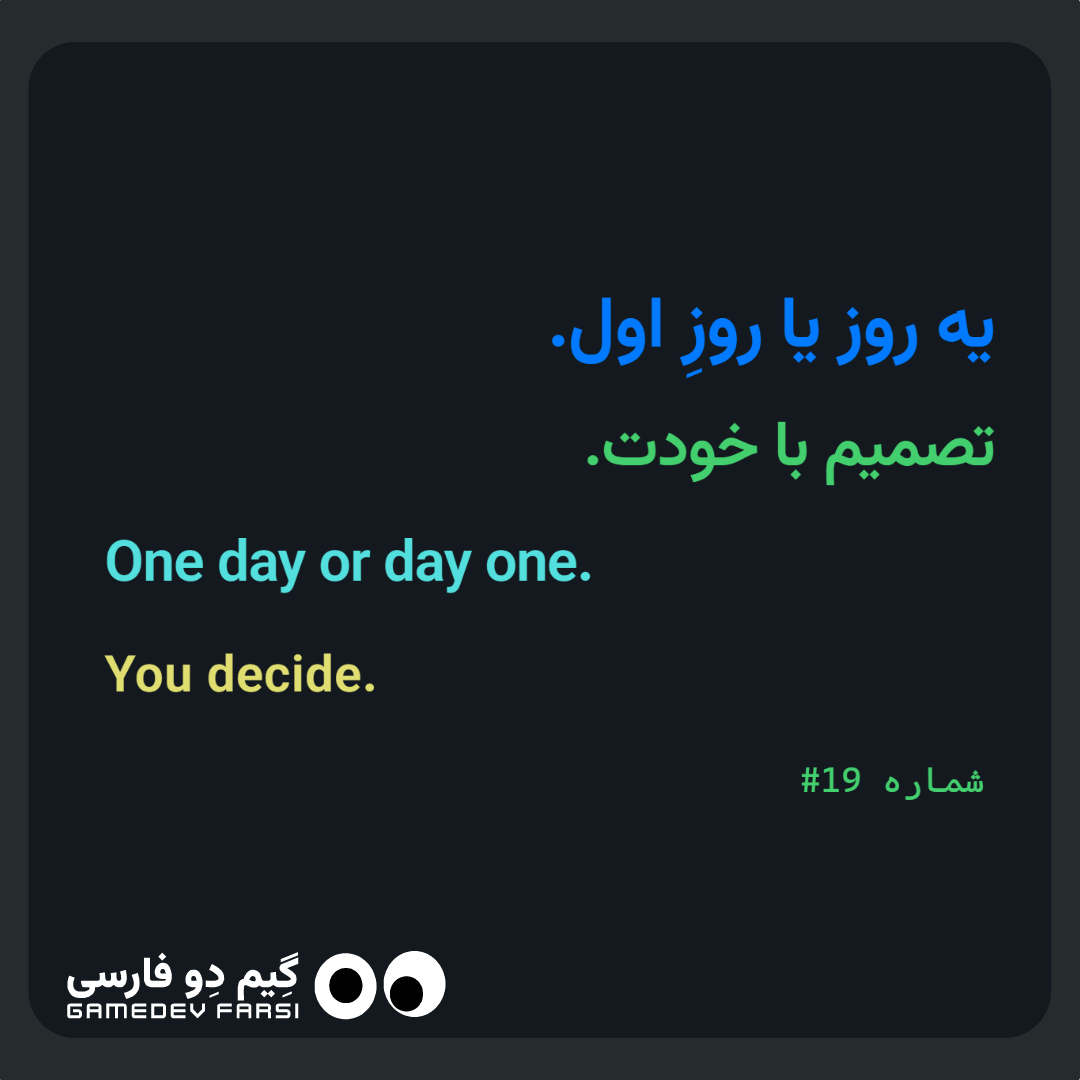 یه روز یا روزِ اول.
تصمیم با خودت.
One day or day one.
You decide.
شماره 19#
گِیم دِو فارسی
GAMEDEV FARSI